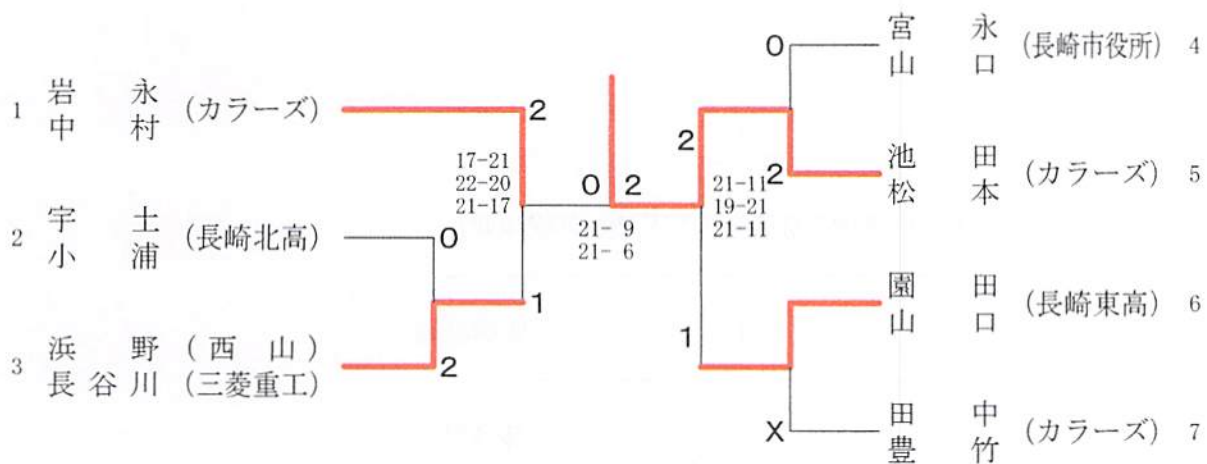 1 岩永 (カラーズ)
中村
2 宇土 (長崎北高)
小浦
3 浜野 (西山)
長谷川 (三菱重工)
2
17-21
22-20
21-17
0
1
2
0 2
21- 9
21- 6
2
21-11
19-21
21-11
1
0
2
X
宮永 (長崎市役所) 4
山口
池田 (カラーズ) 5
松本
園田 (長崎東高) 6
山口
田中 (カラーズ) 7
豊竹